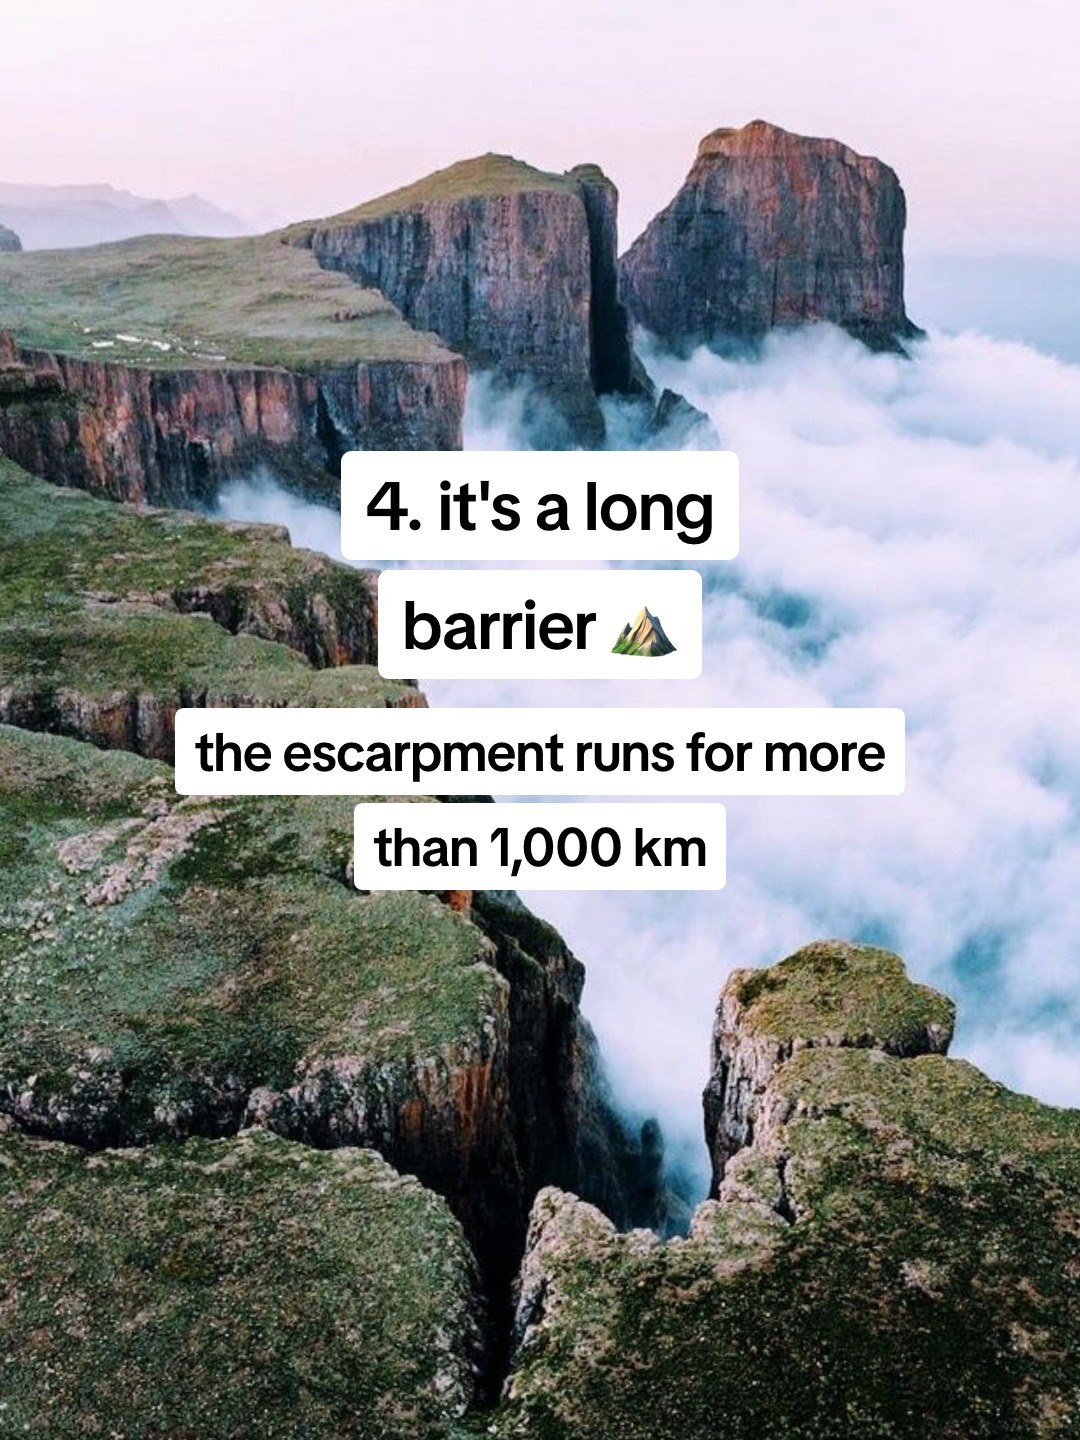 4. it's a long
barrier ⛰️
the escarpment runs for more
than 1,000 km